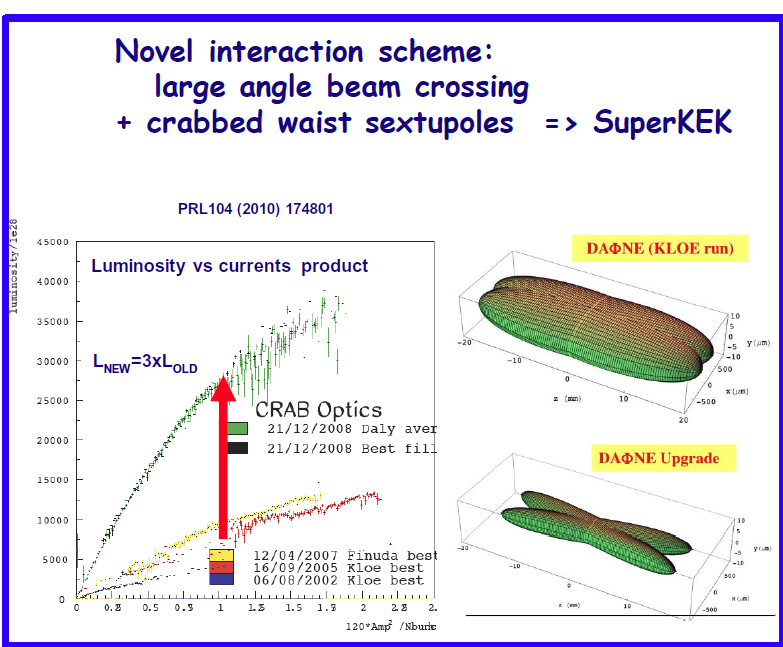 Novel interaction scheme:
large angle beam crossing
+ crabbed waist sextupoles => SuperKEK
PRL104 (2010) 174801
luminosity/1e28
45000
40000
35000
30000
25000
20000
15000
10000
5000
0
Luminosity vs currents product
L_NEW=3xL_OLD
CRAB Optics
21/12/2008 Daly aver
21/12/2008 Best fill
12/04/2007 Finuda best
16/09/2005 Kloe best
06/08/2002 Kloe best
0 0.25 0.5 0.75 1 1.25 1.5 1.75 2 2.25 2.
120*Amp² /Nbunc
DAΦNE (KLOE run)
10
5
0
-5
-10
y(μm)
500
0
-500
x(μm)
-20
-10
0
10
20
z (mm)
DAΦNE Upgrade
10
5
0
-5
-10
y(μm)
500
0
-500
x(μm)
-20
-10
0
10
z (mm)